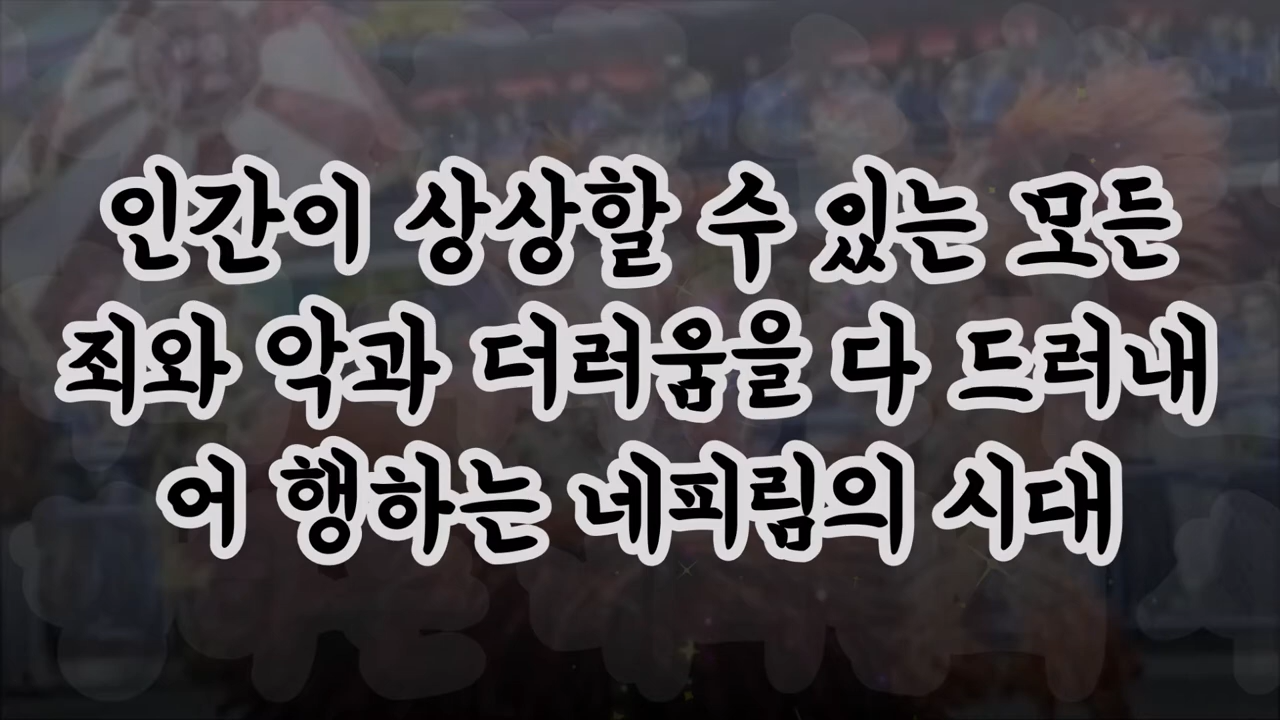 인간이 상상할 수 있는 모든
죄와 악과 더러움을 다 드러내
어 행하는 네피림의 시대